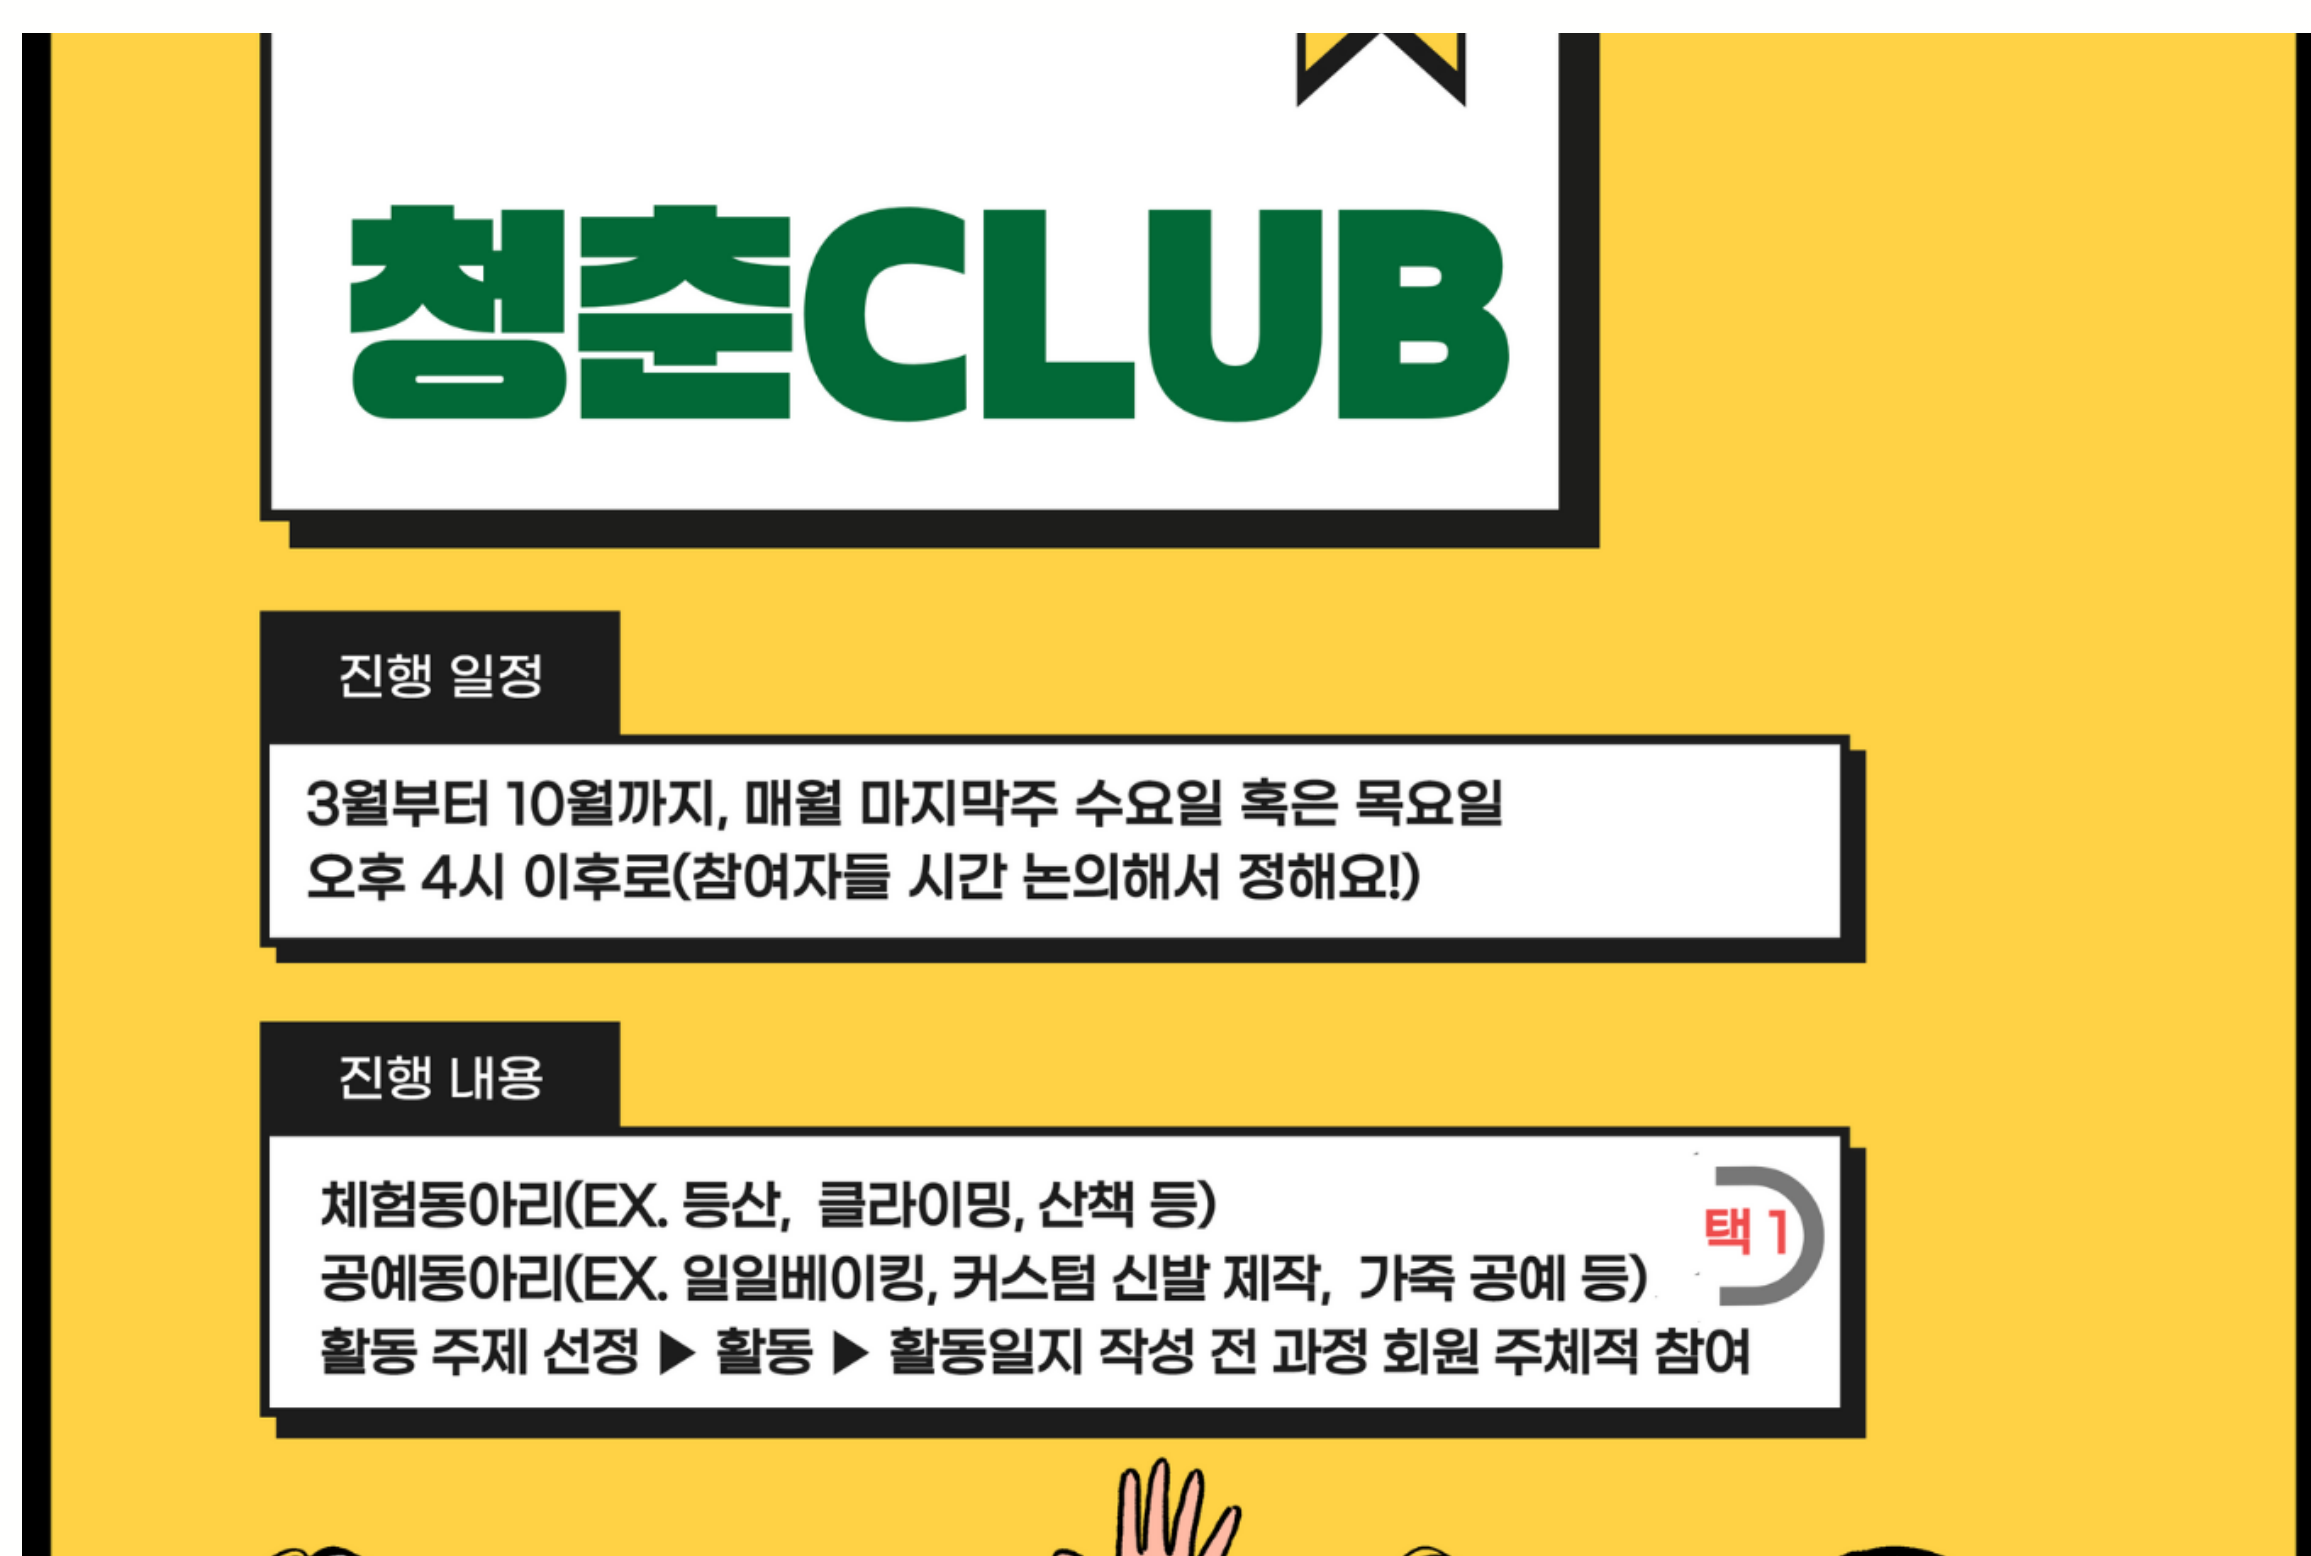 청춘CLUB
진행 일정
3월부터 10월까지, 매월 마지막주 수요일 혹은 목요일
오후 4시 이후로(참여자들 시간 논의해서 정해요!)
진행 내용
체험동아리(EX. 등산, 클라이밍, 산책 등)
택 1
공예동아리(EX. 일일베이킹, 커스텀 신발 제작, 가죽 공예 등)
활동 주제 선정 ▶ 활동 ▶ 활동일지 작성 전 과정 회원 주체적 참여